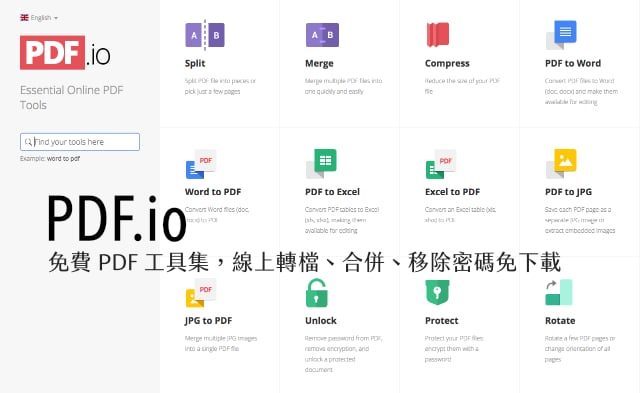 English
PDF.io
Essential Online PDF
Tools
Find your tools here
Example: word to pdf
A B
Split
Split PDF file into pieces or
pick just a few pages
A B
Merge
Merge multiple PDF files into
one quickly and easily
Compress
Reduce the size of your PDF
file
PDF to Word
Convert PDF files to Word
(doc, docx) and make them
available for editing
PDF
Word to PDF
Convert Word files (doc,
docx) to PDF
PDF to Excel
Convert PDF tables to Excel
(xls, xlsx), making them
available for editing
PDF
Excel to PDF
Convert an Excel table (xls,
xlsx) to PDF
PDF to JPG
Save each PDF page as a
separate JPG image or
extract embedded images
PDF.io
免費 PDF 工具集，線上轉檔、合併、移除密碼免下載
PDF
JPG to PDF
Merge multiple JPG images
into a single PDF file
Unlock
Remove password from PDF,
remove encryption, and
unlock a protected
document
Protect
Protect your PDF files:
encrypt them with a
password
Rotate
Rotate a few PDF pages or
change orientation of all
pages